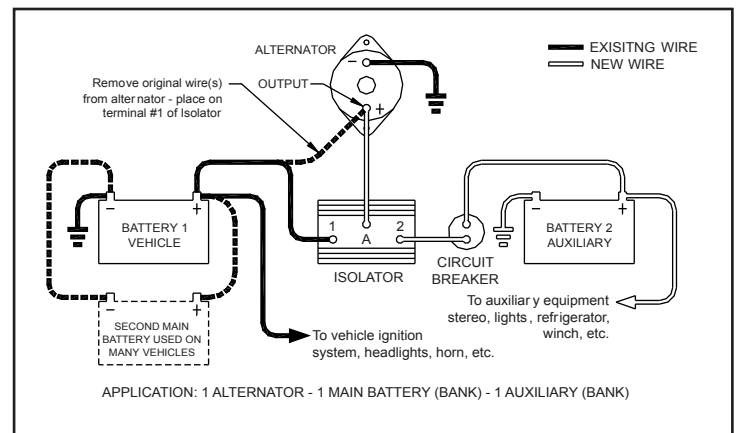 ALTERNATOR
EXISITNG WIRE
NEW WIRE
Remove original wire(s)
from alternator - place on
terminal #1 of Isolator
OUTPUT
-
+
- +
BATTERY 1
VEHICLE
1 A 2
ISOLATOR
CIRCUIT
BREAKER
- +
BATTERY 2
AUXILIARY
- +
SECOND MAIN
BATTERY USED ON
MANY VEHICLES
To vehicle ignition
system, headlights, horn, etc.
To auxiliary equipment
stereo, lights, refrigerator,
winch, etc.
APPLICATION: 1 ALTERNATOR - 1 MAIN BATTERY (BANK) - 1 AUXILIARY (BANK)